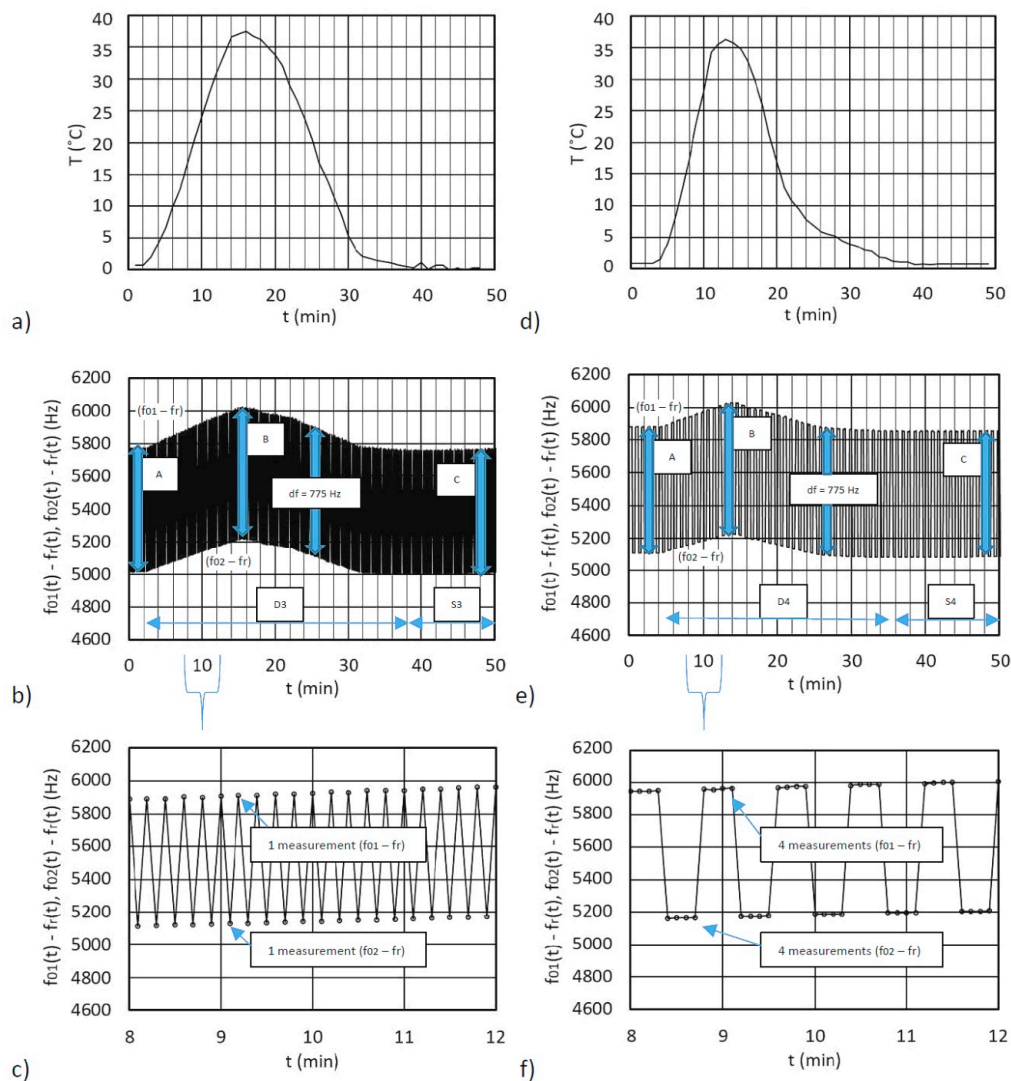 40
35
30
25
20
15
10
5
0
T (˚C)
0 10 20 30 40 50
t (min)
a)
40
35
30
25
20
15
10
5
0
T (˚C)
0 10 20 30 40 50
t (min)
d)
6200
6000
5800
5600
5400
5200
5000
4800
4600
f01(t) - fr(t), f02(t) - fr(t) (Hz)
(f01 – fr)
A
B
C
df = 775 Hz
(f02 – fr)
D3
S3
0 10 20 30 40 50
t (min)
b)
6200
6000
5800
5600
5400
5200
5000
4800
4600
f01(t) - fr(t), f02(t) - fr(t) (Hz)
(f01 – fr)
A
B
C
df = 775 Hz
(f02 – fr)
D4
S4
0 10 20 30 40 50
t (min)
e)
6200
6000
5800
5600
5400
5200
5000
4800
4600
f01(t) - fr(t), f02(t) - fr(t) (Hz)
1 measurement (f01 – fr)
1 measurement (f02 – fr)
8 9 10 11 12
t (min)
c)
6200
6000
5800
5600
5400
5200
5000
4800
4600
f01(t) - fr(t), f02(t) - fr(t) (Hz)
4 measurements (f01 – fr)
4 measurements (f02 – fr)
8 9 10 11 12
t (min)
f)